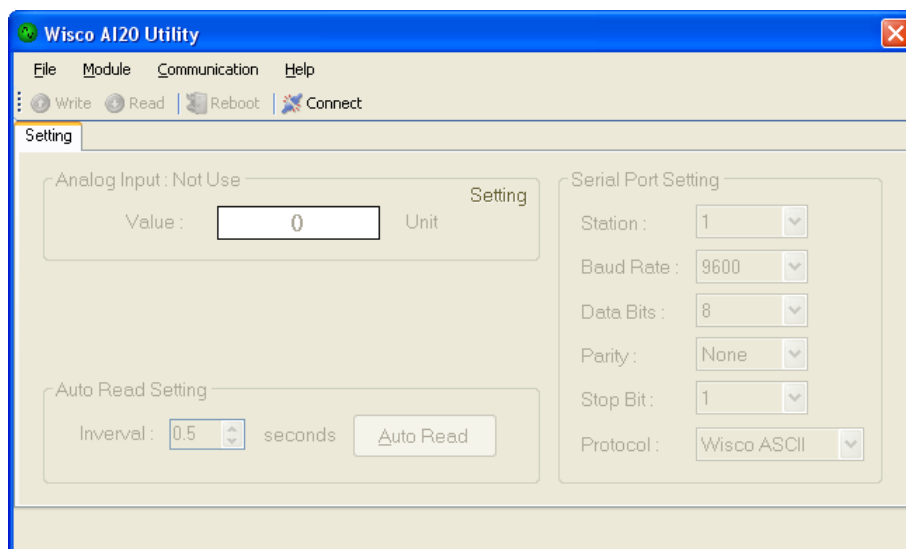 Wisco AI20 Utility
File Module Communication Help
Write Read Reboot Connect
Setting
Analog Input : Not Use
Setting
Value : 0 Unit
Auto Read Setting
Inverval : 0.5 seconds Auto Read
Serial Port Setting
Station : 1
Baud Rate : 9600
Data Bits : 8
Parity : None
Stop Bit : 1
Protocol : Wisco ASCII